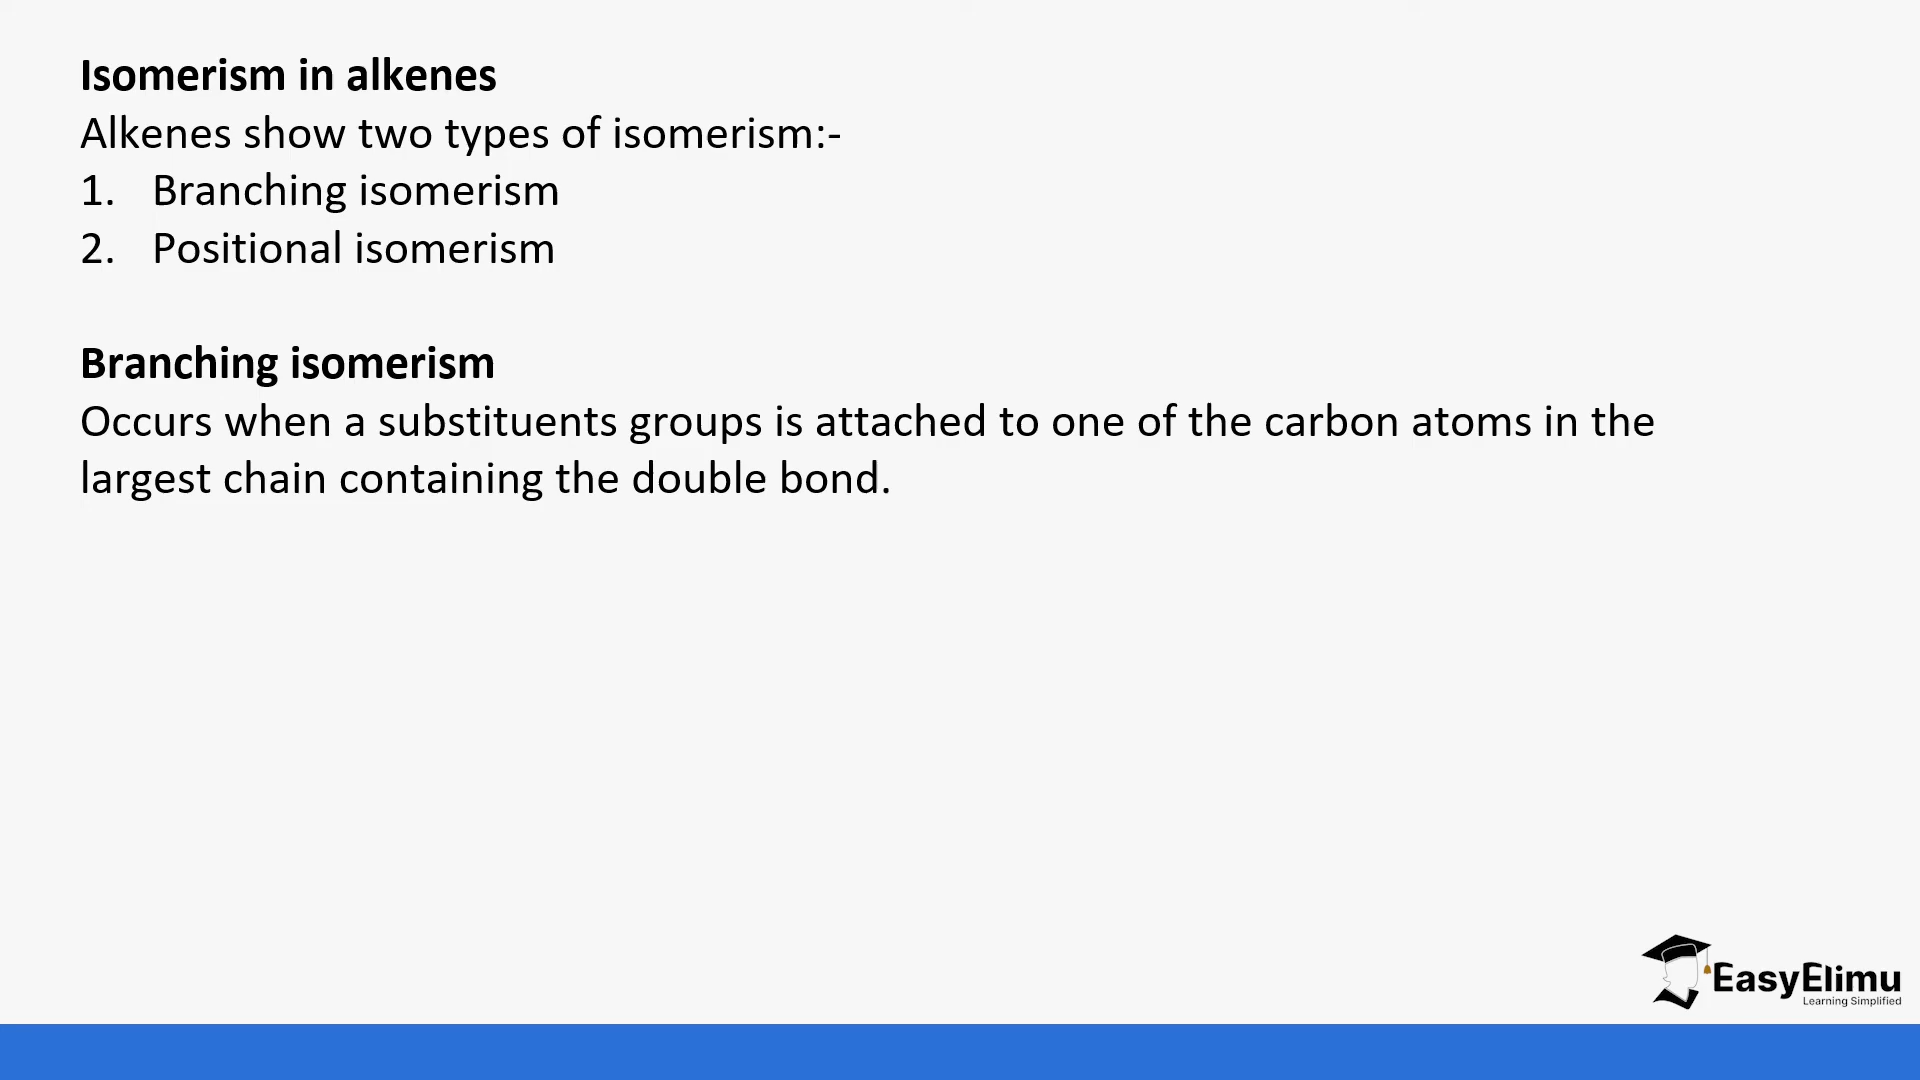 Isomerism in alkenes
Alkenes show two types of isomerism:-
1. Branching isomerism
2. Positional isomerism
Branching isomerism
Occurs when a substituents groups is attached to one of the carbon atoms in the
largest chain containing the double bond.
EasyElimu
Learning Simplified